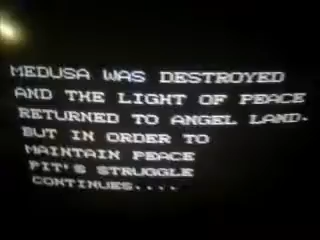 MEDUSA WAS DESTROYED
AND THE LIGHT OF PEACE
RETURNED TO ANGEL LAND.
BUT IN ORDER TO
MAINTAIN PEACE
PIT'S STRUGGLE
CONTINUES....